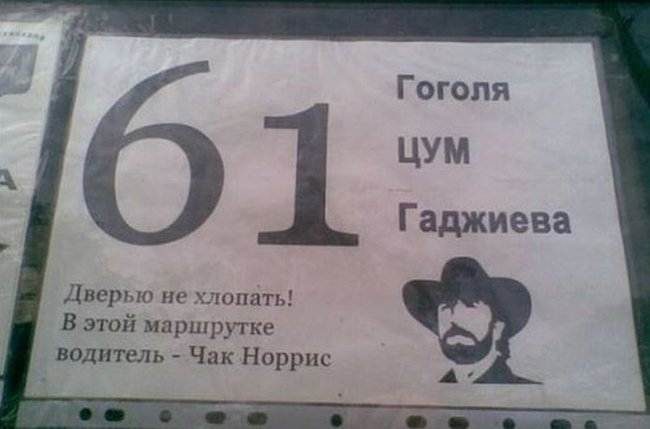 61
Гоголя
ЦУМ
Гаджиева
Дверью не хлопать!
В этой маршрутке
водитель - Чак Норрис